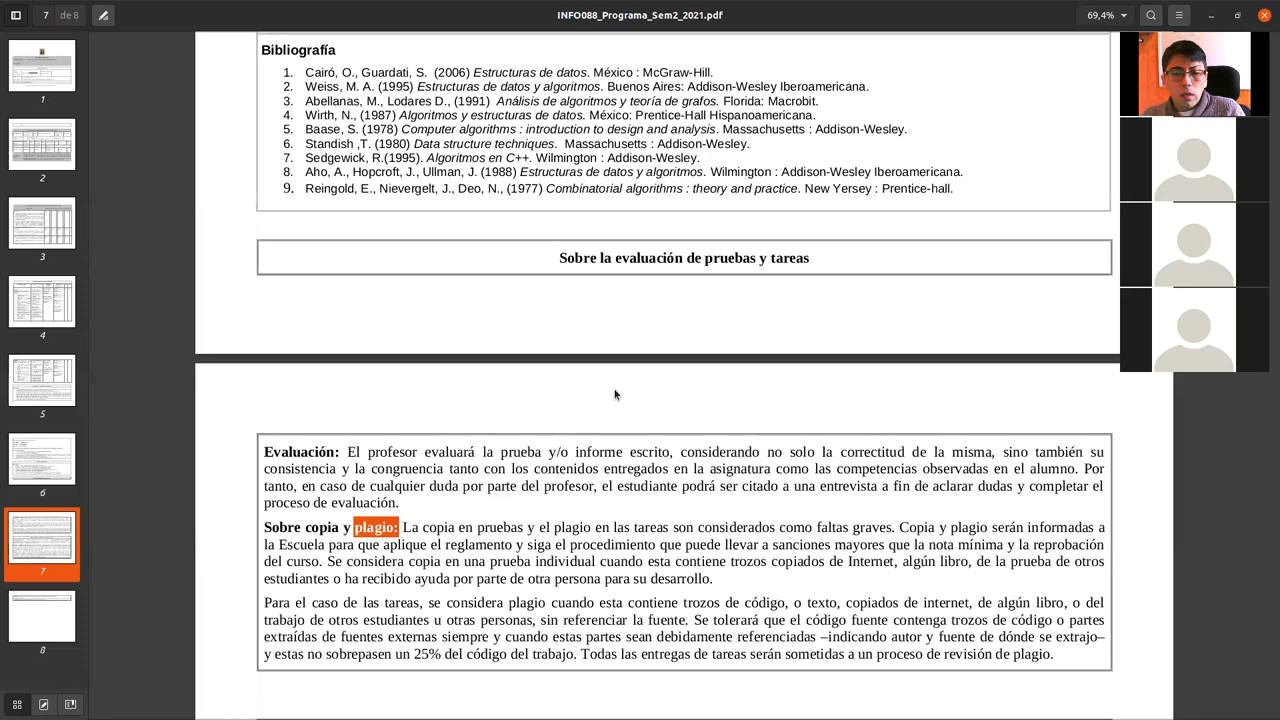 7 de 8
INFO088_Programa_Sem2_2021.pdf
69,4%
1
2
3
4
5
6
7
8
Bibliografía
1. Cairó, O., Guardati, S. (2006) Estructuras de datos. México : McGraw-Hill.
2. Weiss, M. A. (1995) Estructuras de datos y algoritmos. Buenos Aires: Addison-Wesley Iberoamericana.
3. Abellanas, M., Lodares D., (1991) Análisis de algoritmos y teoría de grafos. Florida: Macrobit.
4. Wirth, N., (1987) Algoritmos y estructuras de datos. México: Prentice-Hall Hispanoamericana.
5. Baase, S. (1978) Computer algorithms : introduction to design and analysis. Massachusetts : Addison-Wesley.
6. Standish ,T. (1980) Data structure techniques. Massachusetts : Addison-Wesley.
7. Sedgewick, R.(1995). Algoritmos en C++. Wilmington : Addison-Wesley.
8. Aho, A., Hopcroft, J., Ullman, J. (1988) Estructuras de datos y algoritmos. Wilmington : Addison-Wesley Iberoamericana.
9. Reingold, E., Nievergelt, J., Deo, N., (1977) Combinatorial algorithms : theory and practice. New Yersey : Prentice-hall.
Sobre la evaluación de pruebas y tareas
Evaluación: El profesor evaluará la prueba y/o informe escrito, considerando no solo la correctitud de la misma, sino también su
consistencia y la congruencia tanto con los contenidos entregados en la asignatura como las competencias observadas en el alumno. Por
tanto, en caso de cualquier duda por parte del profesor, el estudiante podrá ser citado a una entrevista a fin de aclarar dudas y completar el
proceso de evaluación.
Sobre copia y plagio: La copia en pruebas y el plagio en las tareas son considerados como faltas graves. Copia y plagio serán informadas a
la Escuela para que aplique el reglamento y siga el procedimiento que puede llevar a sanciones mayores que la nota mínima y la reprobación
del curso. Se considera copia en una prueba individual cuando esta contiene trozos copiados de Internet, algún libro, de la prueba de otros
estudiantes o ha recibido ayuda por parte de otra persona para su desarrollo.
Para el caso de las tareas, se considera plagio cuando esta contiene trozos de código, o texto, copiados de internet, de algún libro, o del
trabajo de otros estudiantes u otras personas, sin referenciar la fuente. Se tolerará que el código fuente contenga trozos de código o partes
extraídas de fuentes externas siempre y cuando estas partes sean debidamente referenciadas –indicando autor y fuente de dónde se extrajo–
y estas no sobrepasen un 25% del código del trabajo. Todas las entregas de tareas serán sometidas a un proceso de revisión de plagio.